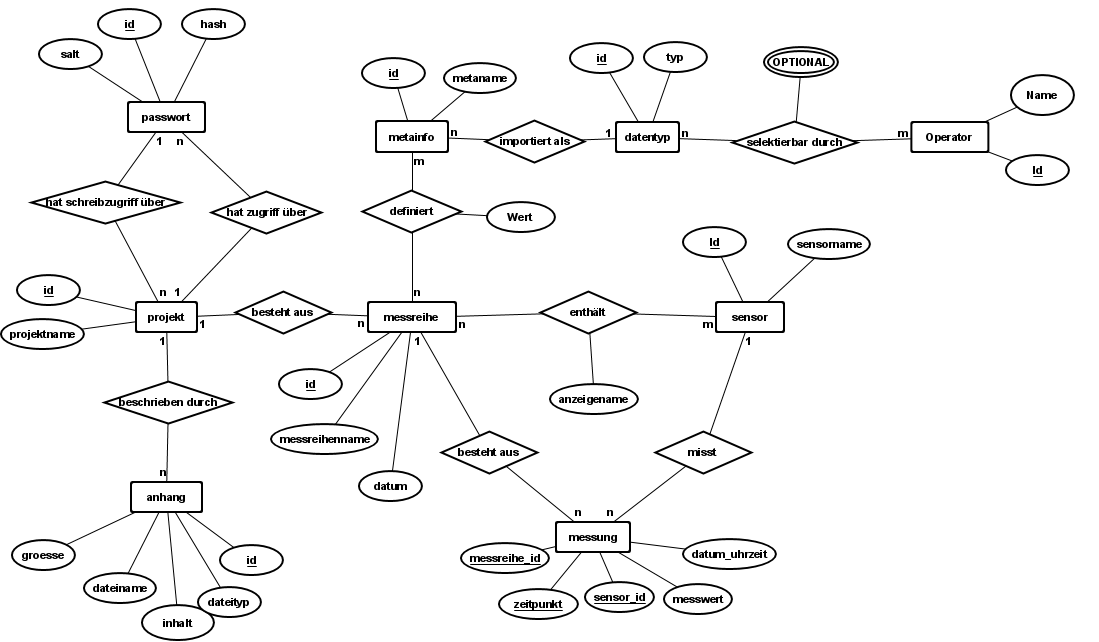 id
hash
salt
passwort
1
n
hat schreibzugriff über
hat zugriff über
n
1
id
projektname
projekt
1
1
besteht aus
n
beschrieben durch
n
anhang
groesse
dateiname
inhalt
dateityp
id
id
metaname
metainfo
n
m
importiert als
1
id
typ
datentyp
n
OPTIONAL
selektierbar durch
m
Operator
Name
Id
definiert
Wert
n
messreihe
n
1
enthält
anzeigename
m
sensor
1
Id
sensorname
id
messreihenname
datum
besteht aus
misst
n
n
messung
messreihe_id
zeitpunkt
sensor_id
messwert
datum_uhrzeit